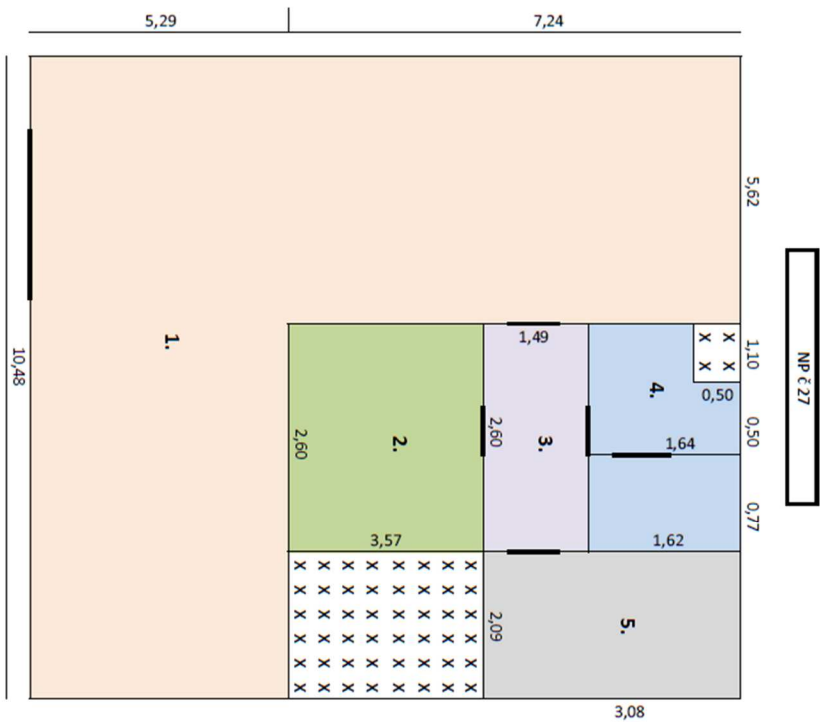 5,29
7,24
5,62
NP č 27
1.
10,48
1,49
X X
X X
1,10
0,50
4.
0,50
2,60
2.
2,60
3.
1,64
0,77
3,57
1,62
X X X X X X X X
X X X X X X X X
X X X X X X X X
X X X X X X X X
X X X X X X X X
X X X X X X X X
2,09
5.
3,08